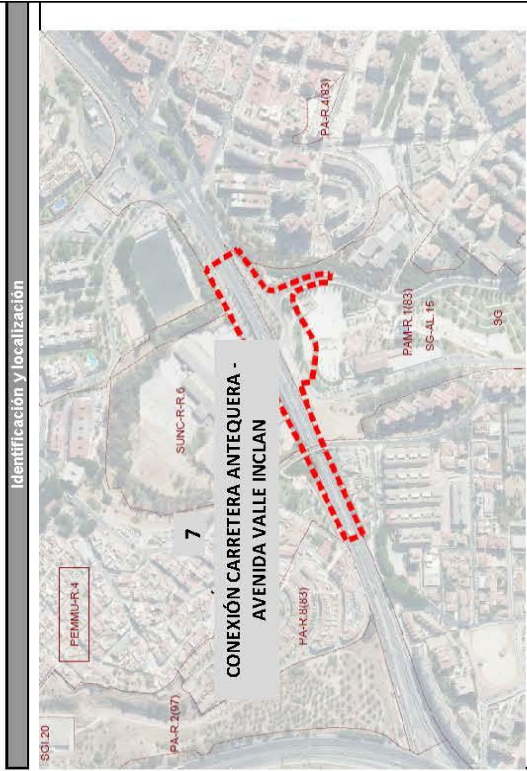 Identificación y localización
SGI.20
PEMMU-R.4
PA-R.2(97)
7
SUNC-R-R.6
CONEXIÓN CARRETERA ANTEQUERA -
AVENIDA VALLE INCLAN
PA-R.8(83)
PA-R.4(83)
PAM-R.1(83)
SG-AL.15
SG